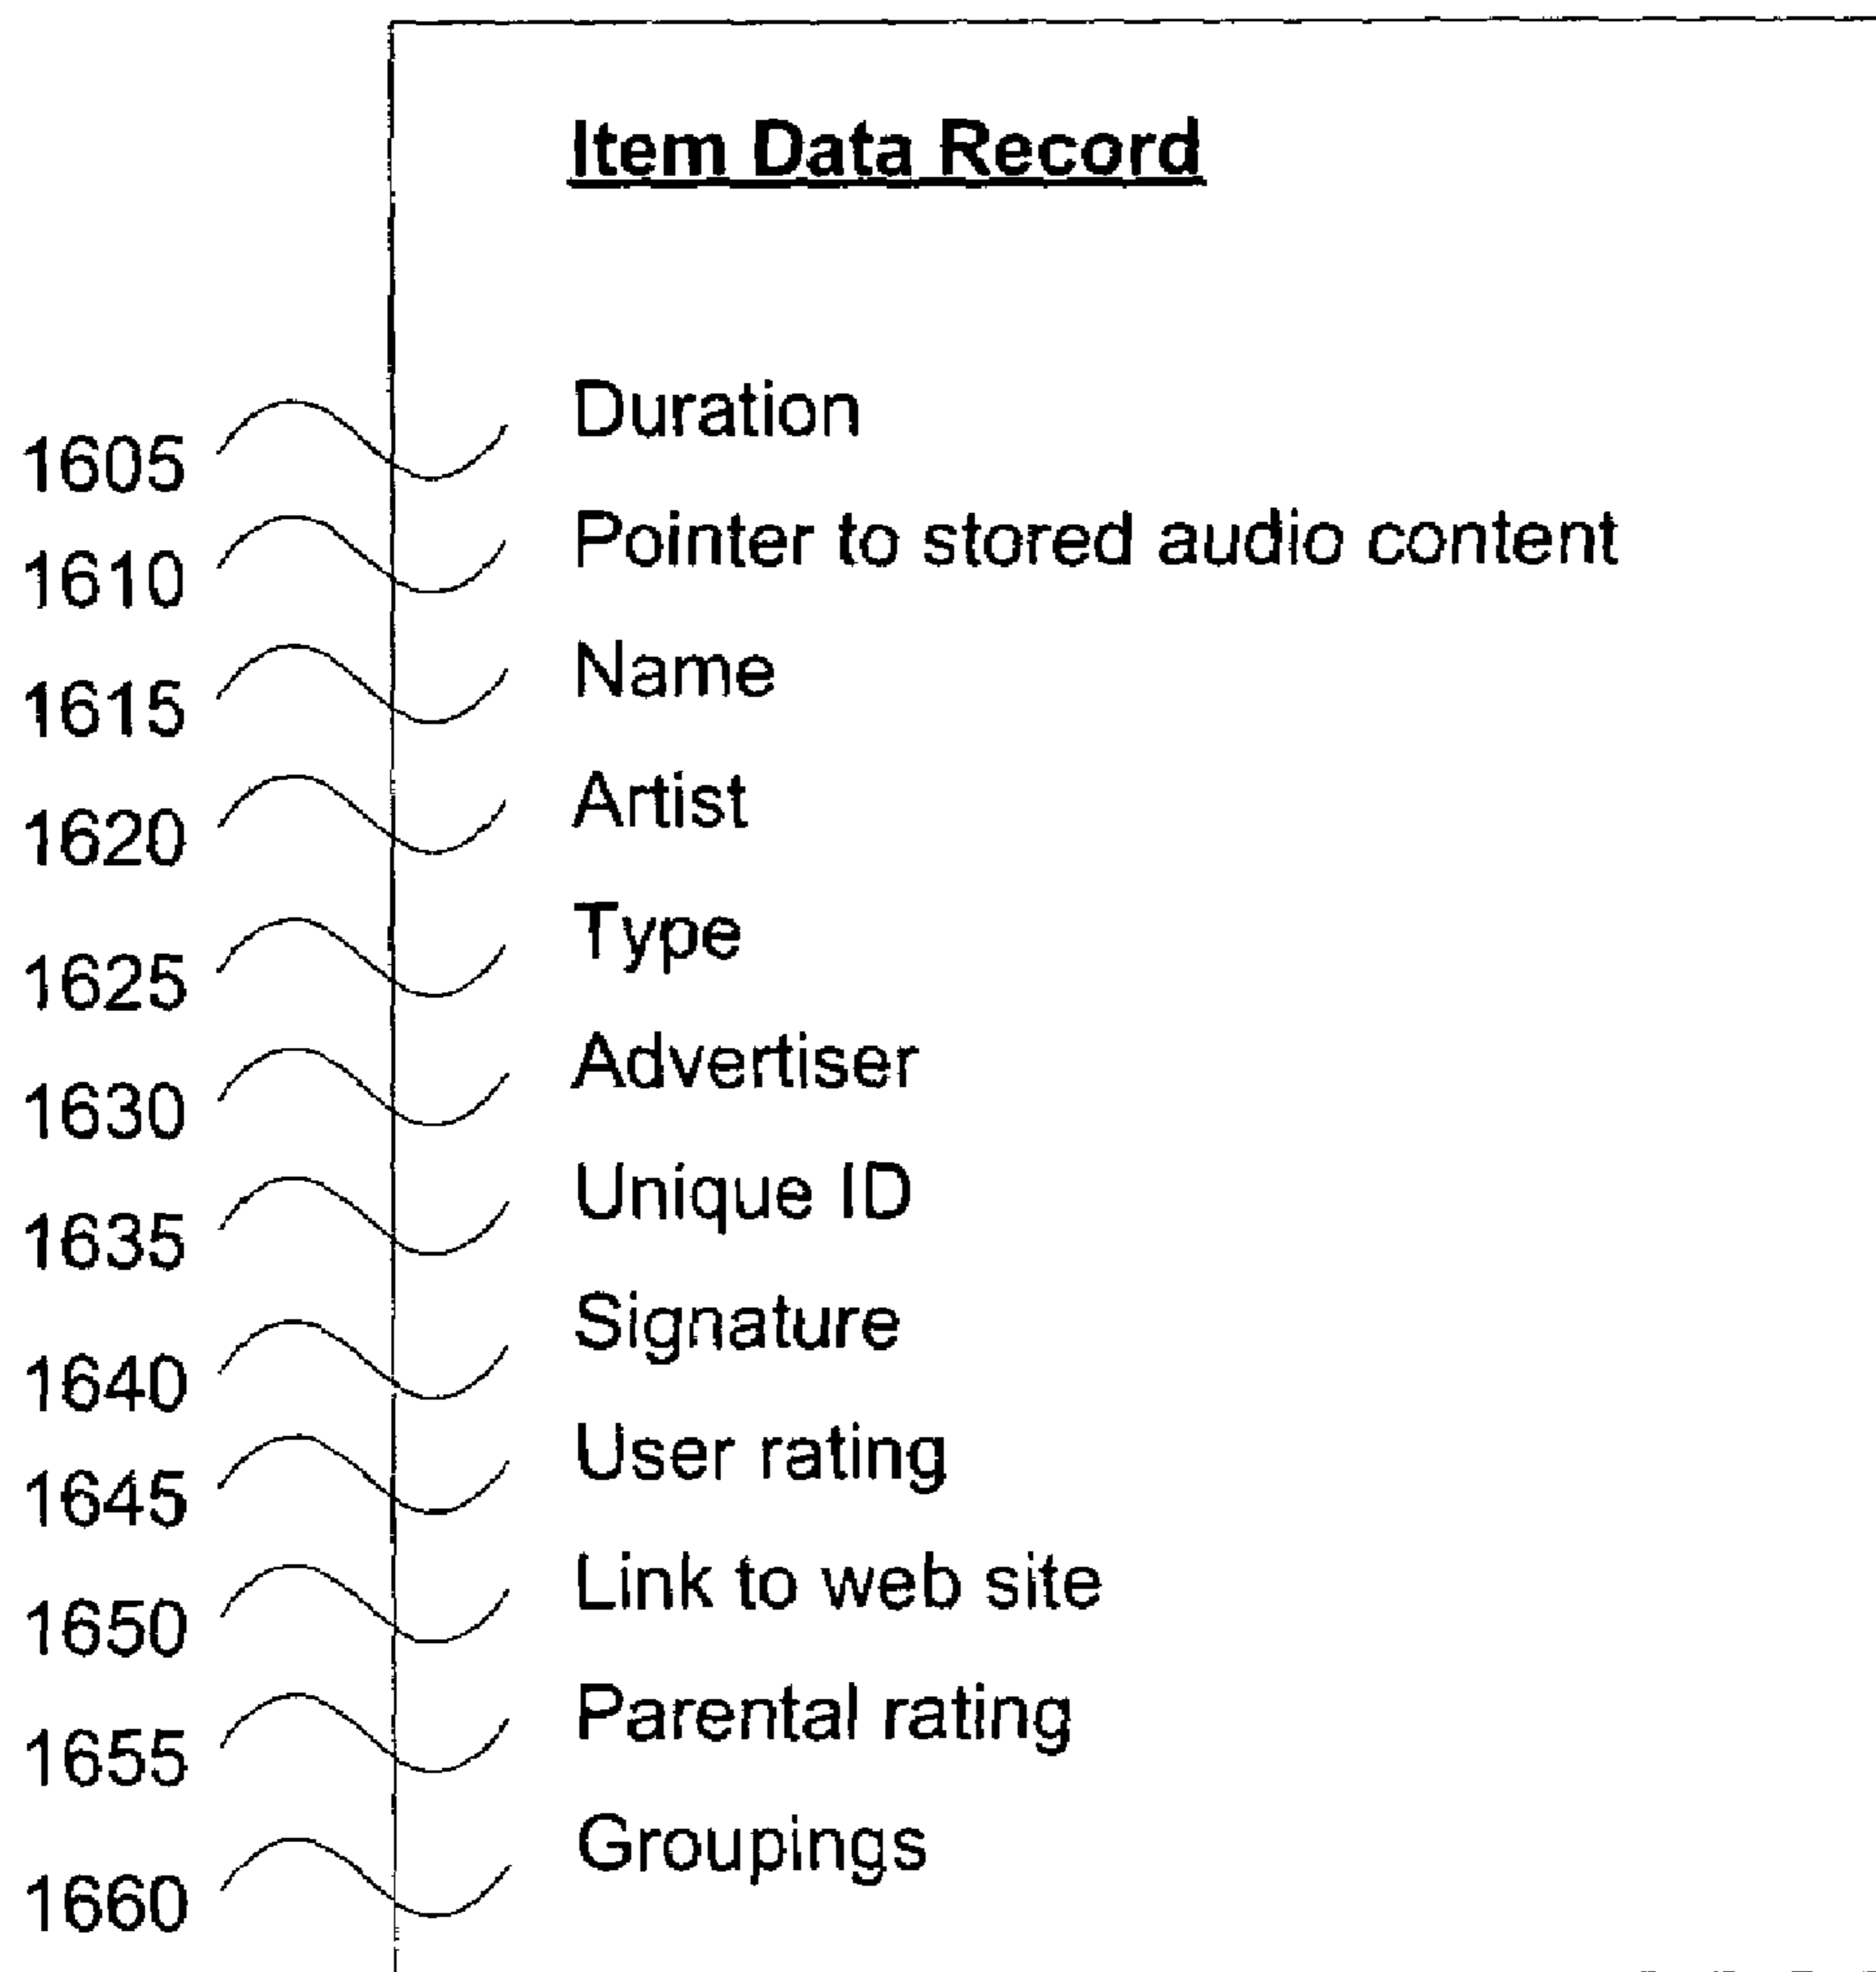 Item Data Record
1605 Duration
1610 Pointer to stored audio content
1615 Name
1620 Artist
1625 Type
1630 Advertiser
1635 Unique ID
1640 Signature
1645 User rating
1650 Link to web site
1655 Parental rating
1660 Groupings